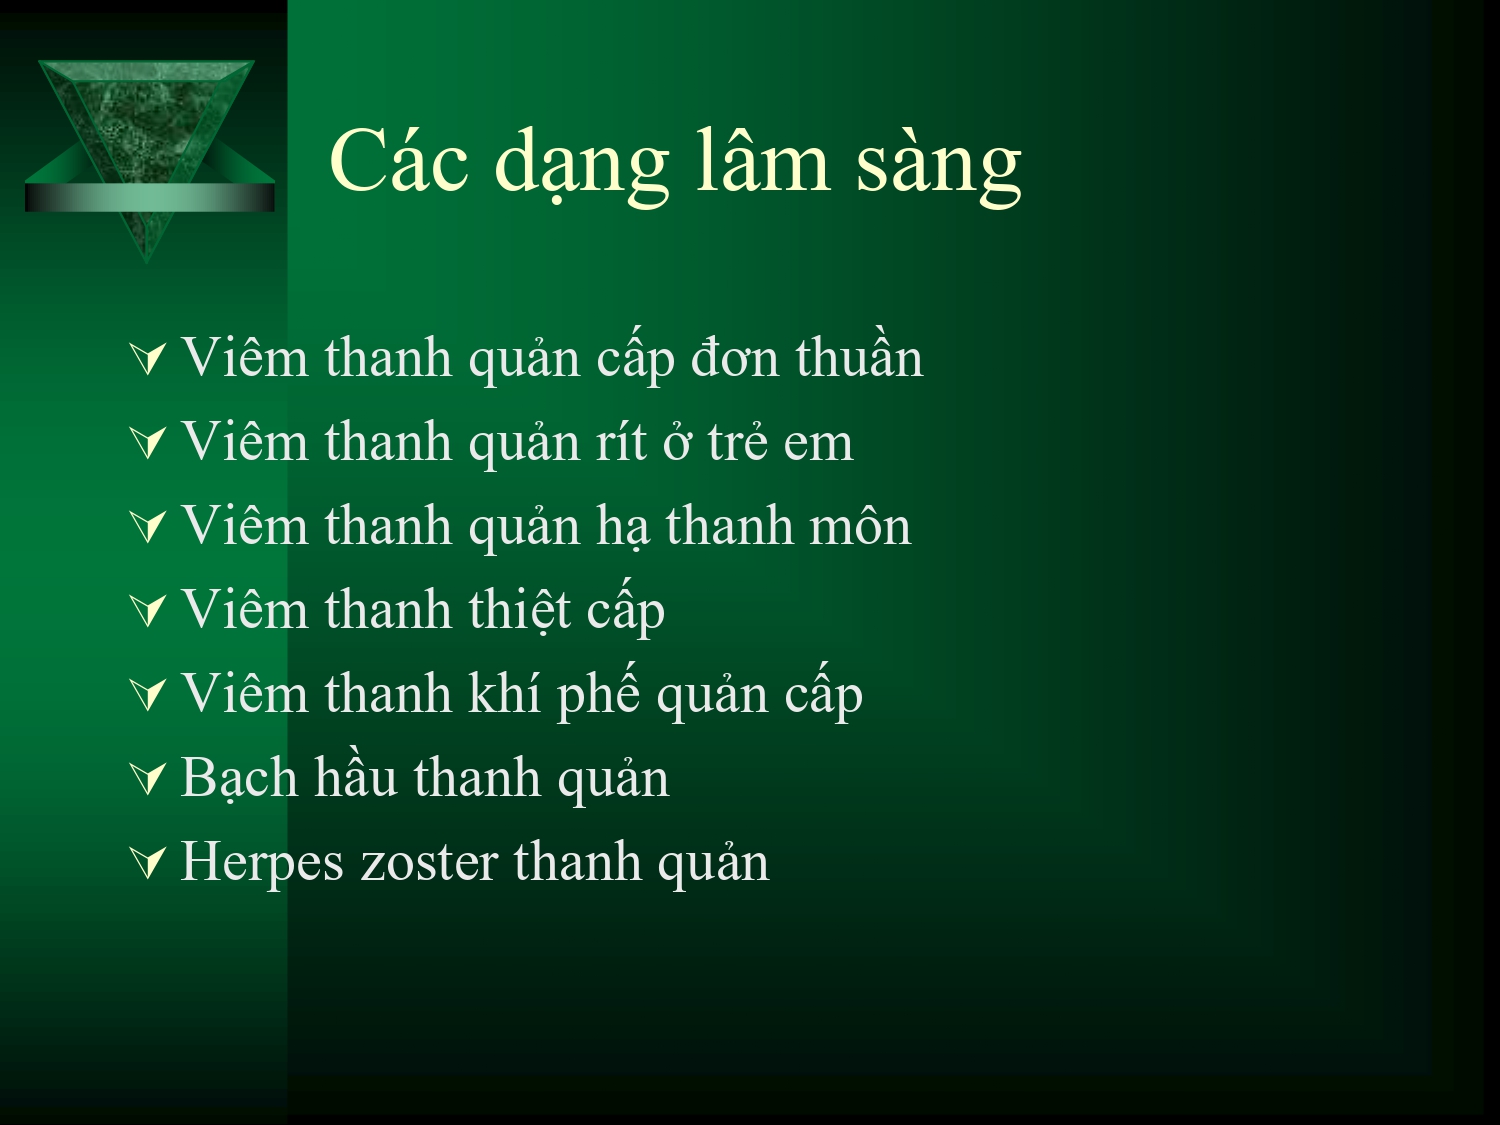 Các dạng lâm sàng
Viêm thanh quản cấp đơn thuần
Viêm thanh quản rít ở trẻ em
Viêm thanh quản hạ thanh môn
Viêm thanh thiệt cấp
Viêm thanh khí phế quản cấp
Bạch hầu thanh quản
Herpes zoster thanh quản